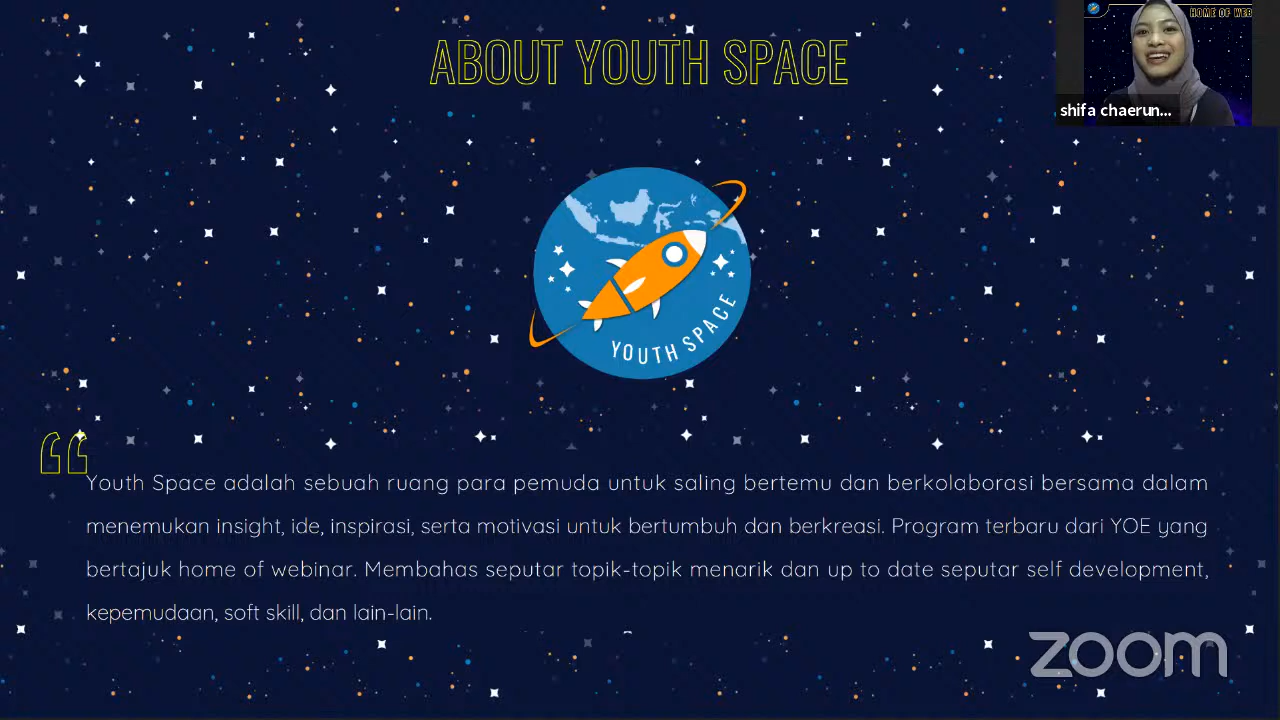 HOME OF WEB
ABOUT YOUTH SPACE
shifa chaerun...
YOUTH SPACE
Youth Space adalah sebuah ruang para pemuda untuk saling bertemu dan berkolaborasi bersama dalam
menemukan insight, ide, inspirasi, serta motivasi untuk bertumbuh dan berkreasi. Program terbaru dari YOE yang
bertajuk home of webinar. Membahas seputar topik-topik menarik dan up to date seputar self development,
kepemudaan, soft skill, dan lain-lain.
zoom